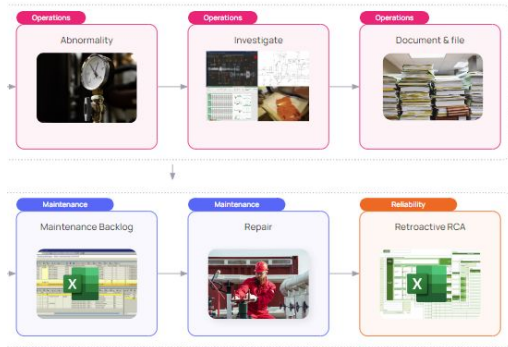 Operations
Operations
Operations
Abnormality
Investigate
Document & file
Maintenance
Maintenance
Reliability
Maintenance Backlog
Repair
Retroactive RCA
X
X